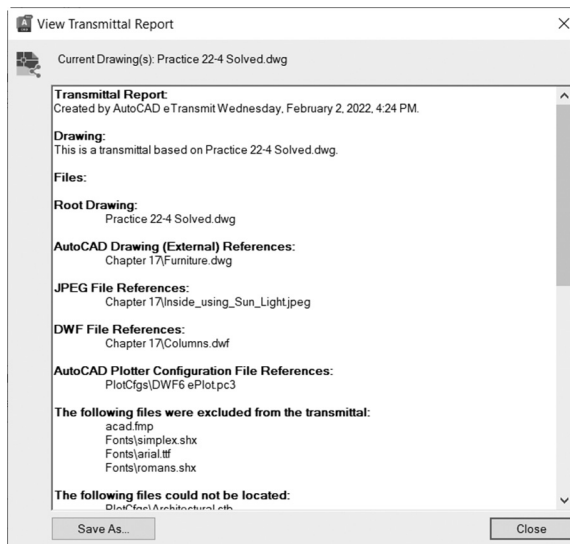 View Transmittal Report
Current Drawing(s): Practice 22-4 Solved.dwg
Transmittal Report:
Created by AutoCAD eTransmit Wednesday, February 2, 2022, 4:24 PM.
Drawing:
This is a transmittal based on Practice 22-4 Solved.dwg.
Files:
Root Drawing:
Practice 22-4 Solved.dwg
AutoCAD Drawing (External) References:
Chapter 17\Furniture.dwg
JPEG File References:
Chapter 17\Inside_using_Sun_Light.jpeg
DWF File References:
Chapter 17\Columns.dwf
AutoCAD Plotter Configuration File References:
PlotCfgs\DWF6 ePlot.pc3
The following files were excluded from the transmittal:
acad.fmp
Fonts\simplex.shx
Fonts\arial.ttf
Fonts\romans.shx
The following files could not be located:
PlotCfgs\Architectural.ctb
Save As...
Close